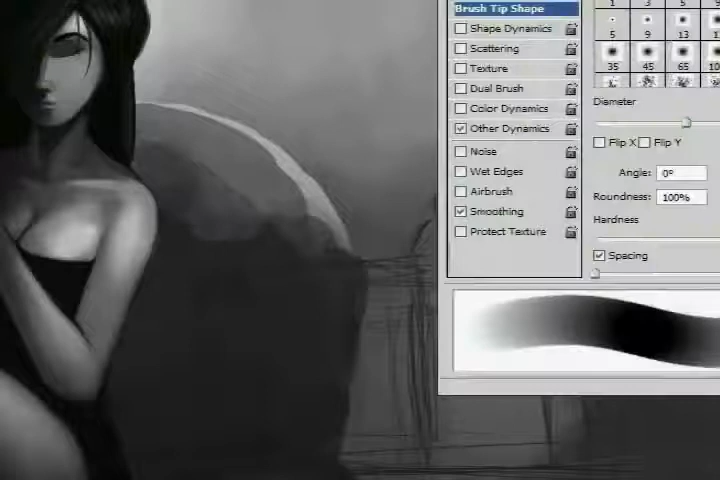 Brush Tip Shape
Shape Dynamics
Scattering
Texture
Dual Brush
Color Dynamics
Other Dynamics
Noise
Wet Edges
Airbrush
Smoothing
Protect Texture
1 3 5
5 9 13
35 45 65
Diameter
Flip X Flip Y
Angle: 0º
Roundness: 100%
Hardness
Spacing